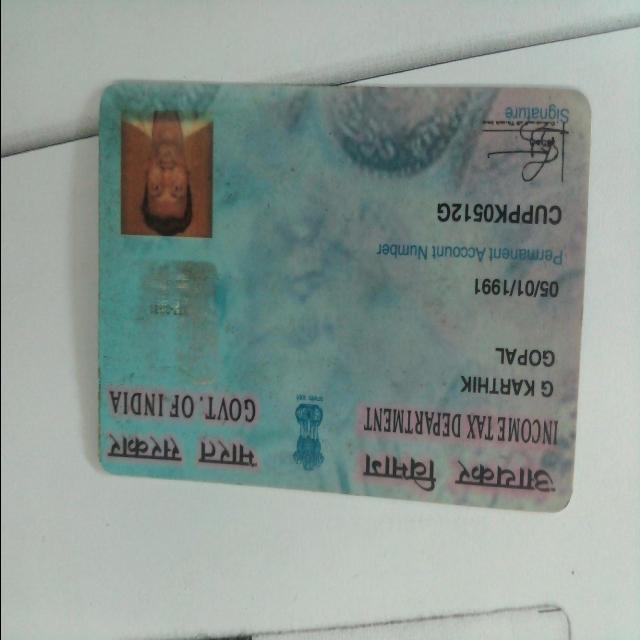 आयकर विभाग
भारत सरकार
INCOME TAX DEPARTMENT
GOVT. OF INDIA
G KARTHIK
GOPAL
05/01/1991
Permanent Account Number
CUPPK0512G
Signature